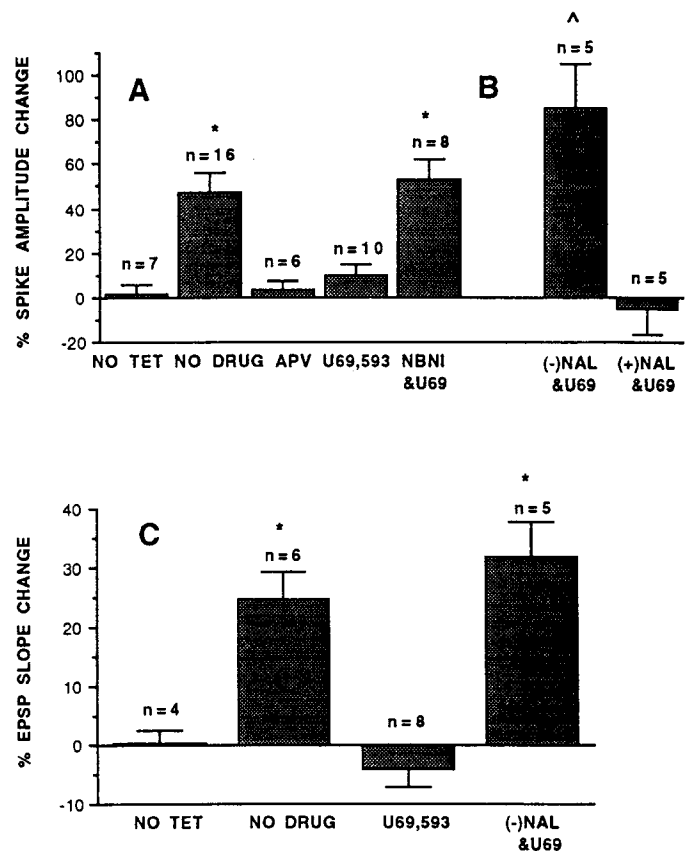 ^
n=5
% SPIKE AMPLITUDE CHANGE
100
80
60
40
20
0
-20
A
B
*
n=16
*
n=8
n=7
n=6
n=10
n=5
NO TET NO DRUG APV U69,593 NBNI &U69
(-)NAL &U69
(+)NAL &U69
% EPSP SLOPE CHANGE
40
30
20
10
0
-10
C
*
n=6
*
n=5
n=4
n=8
NO TET NO DRUG U69,593 (-)NAL &U69